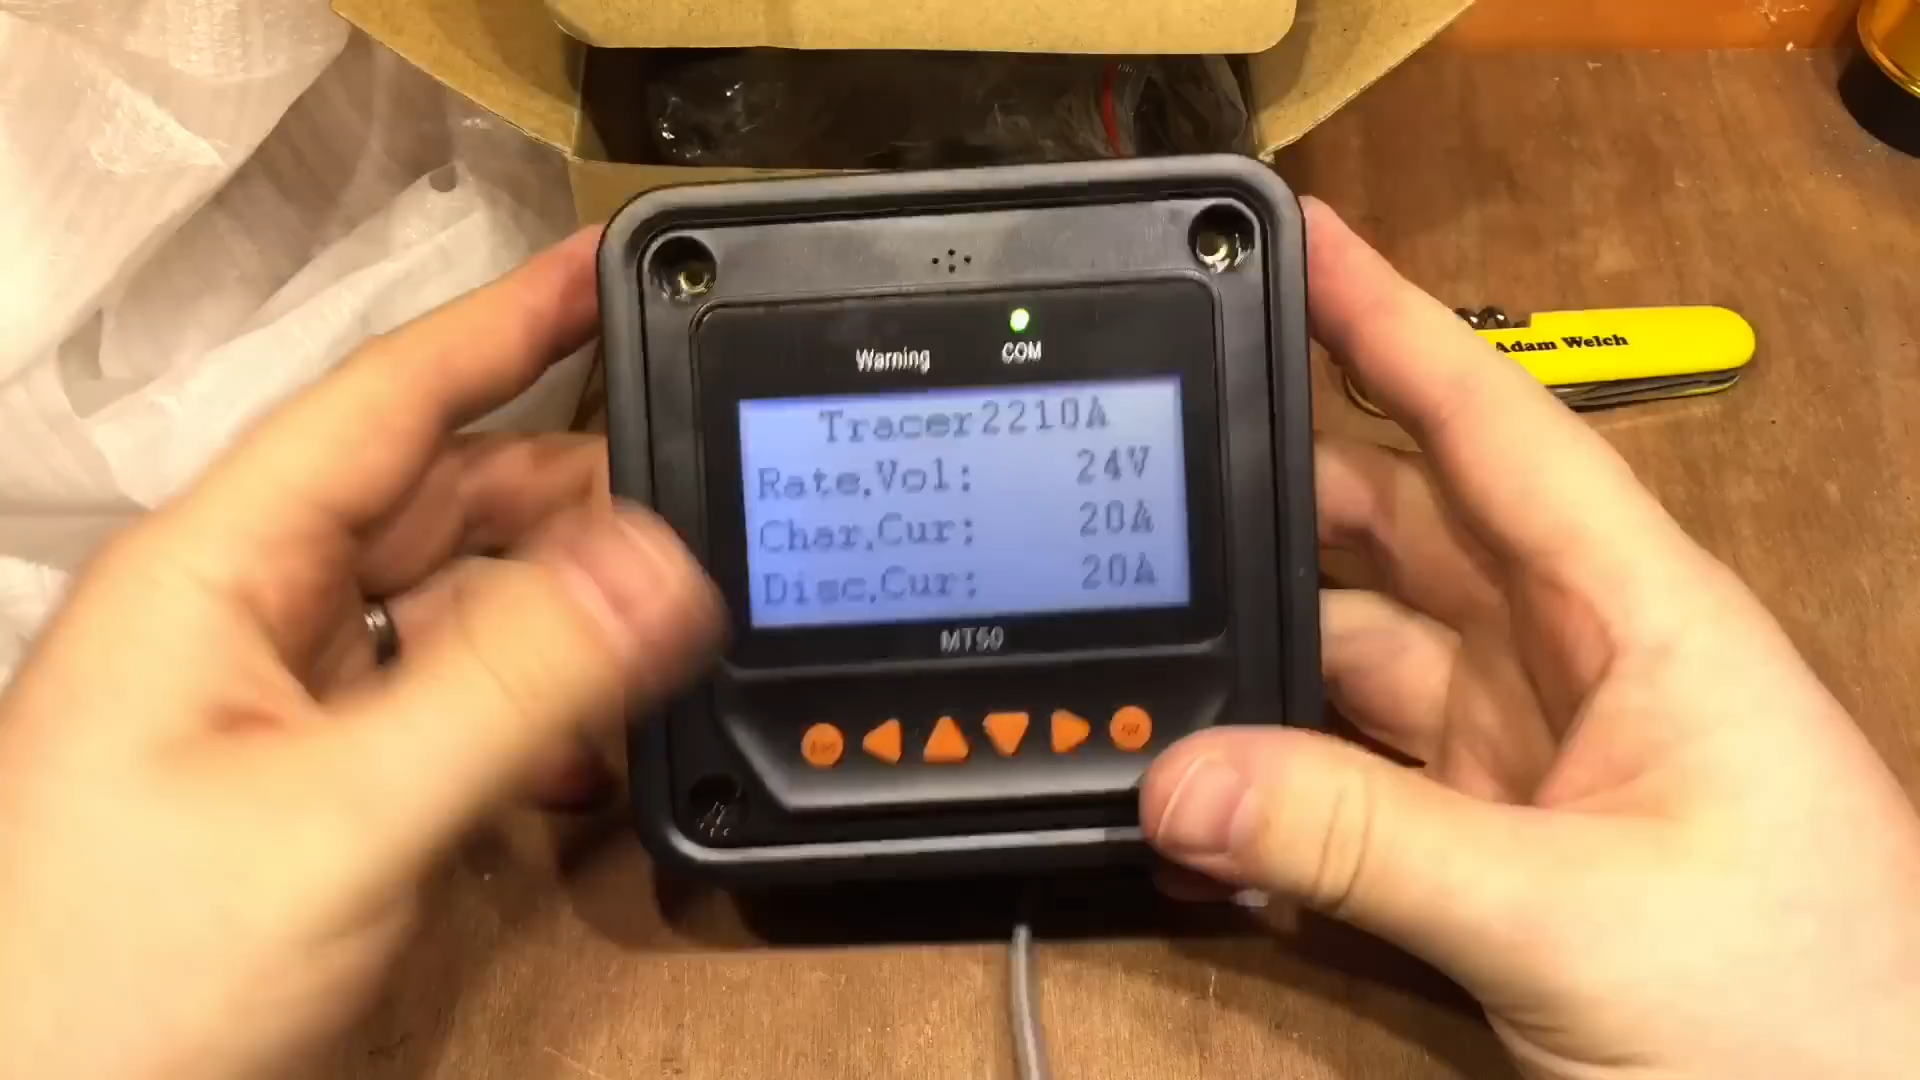 Warning COM
Tracer2210A
Rate.Vol: 24V
Char.Cur: 20A
Disc.Cur: 20A
MT50
Adam Welch